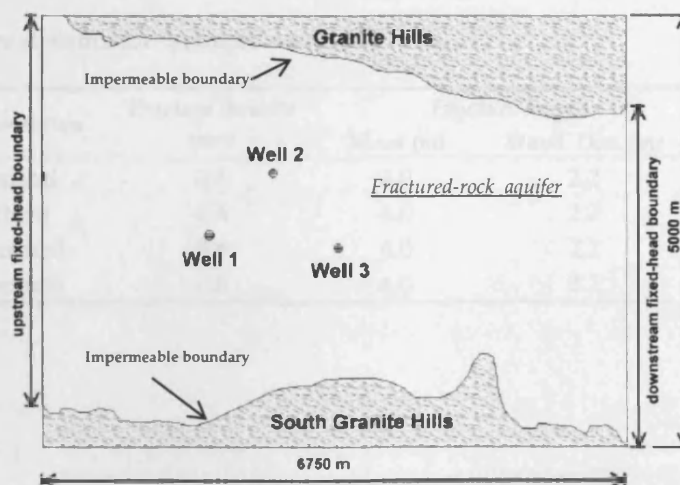 Granite Hills
Impermeable boundary
Well 2
Fractured-rock aquifer
Well 1
Well 3
upstream fixed-head boundary
downstream fixed-head boundary
5000 m
Impermeable boundary
South Granite Hills
6750 m